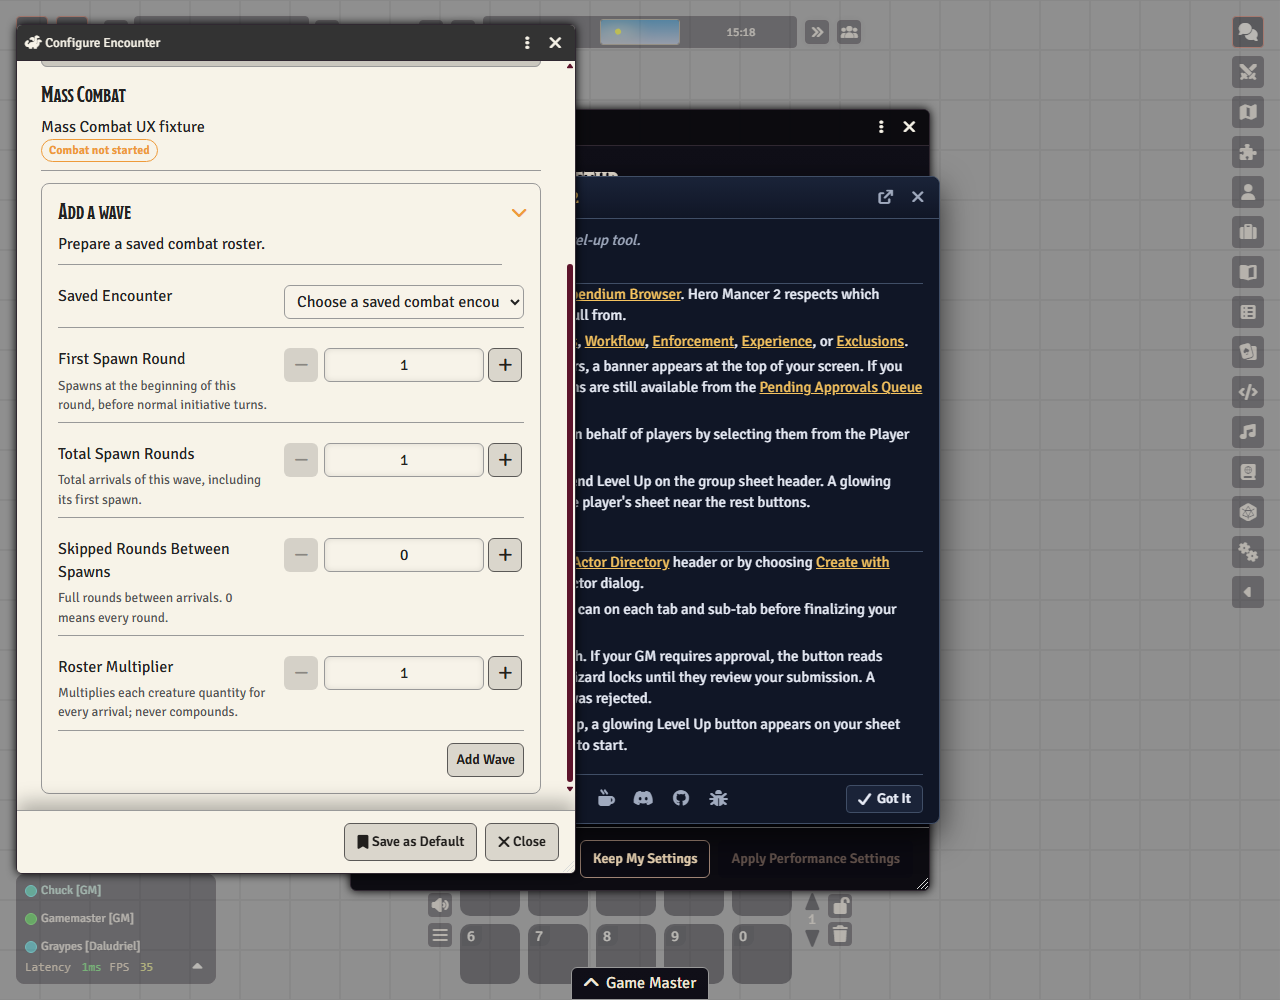 15:18
Configure Encounter
Mass Combat
Mass Combat UX fixture
Combat not started
Add a wave
Prepare a saved combat roster.
Saved Encounter
Choose a saved combat encou
First Spawn Round
1
Spawns at the beginning of this
round, before normal initiative turns.
Total Spawn Rounds
1
Total arrivals of this wave, including
its first spawn.
Skipped Rounds Between
Spawns
0
Full rounds between arrivals. 0
means every round.
Roster Multiplier
1
Multiplies each creature quantity for
every arrival; never compounds.
Add Wave
Save as Default
Close
el-up tool.
endium Browser. Hero Mancer 2 respects which
ull from.
, Workflow, Enforcement, Experience, or Exclusions.
rs, a banner appears at the top of your screen. If you
ns are still available from the Pending Approvals Queue
n behalf of players by selecting them from the Player
nd Level Up on the group sheet header. A glowing
e player's sheet near the rest buttons.
Actor Directory header or by choosing Create with
ctor dialog.
can on each tab and sub-tab before finalizing your
h. If your GM requires approval, the button reads
izard locks until they review your submission. A
was rejected.
p, a glowing Level Up button appears on your sheet
to start.
Got It
Keep My Settings
Apply Performance Settings
Chuck [GM]
Gamemaster [GM]
Graypes [Daludriel]
Latency 1ms FPS 35
1
6 7 8 9 0
Game Master